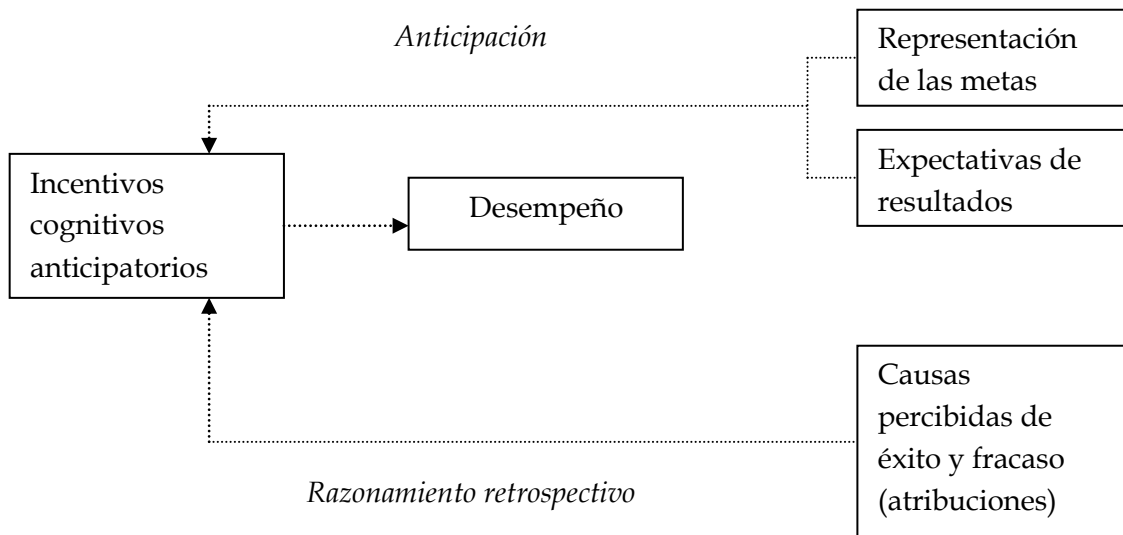 Anticipación
Representación
de las metas
Expectativas de
resultados
Incentivos
cognitivos
anticipatorios
Desempeño
Causas
percibidas de
éxito y fracaso
(atribuciones)
Razonamiento retrospectivo